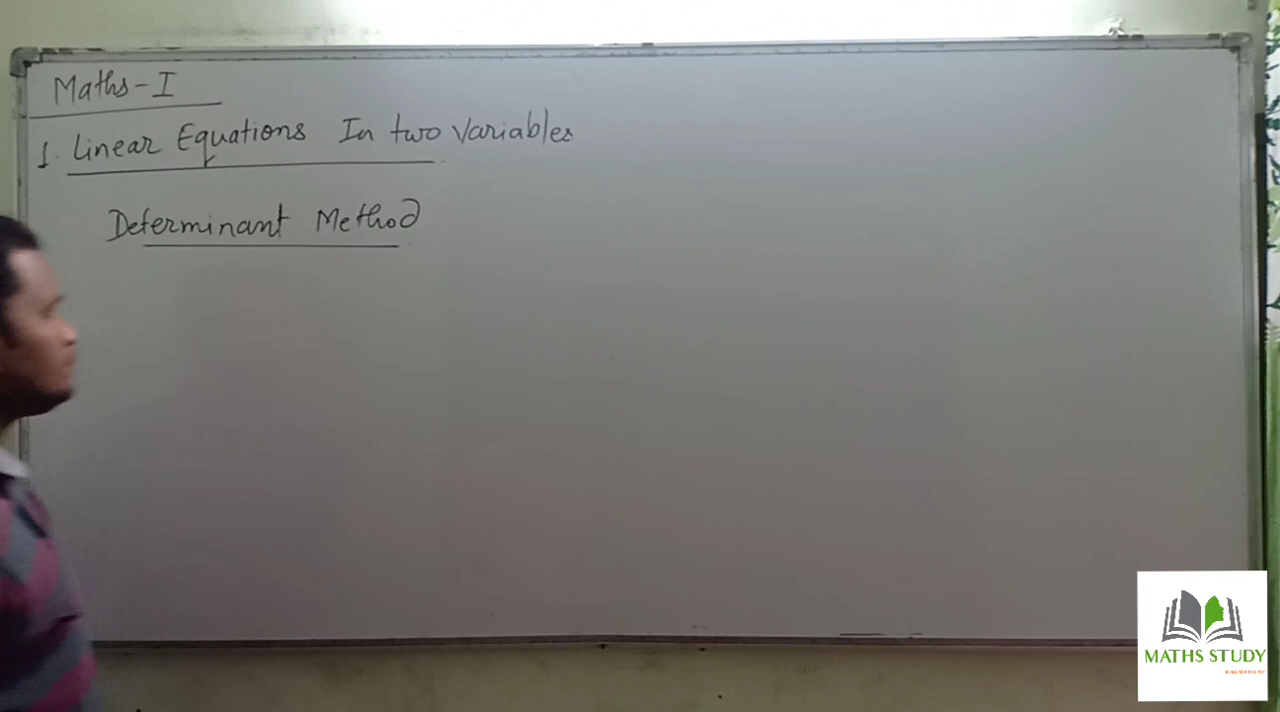 Maths - I
1. Linear Equations In two Variables
Determinant Method
MATHS STUDY